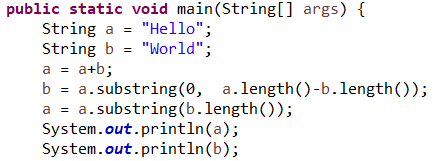 public static void main(String[] args) {
String a = "Hello";
String b = "World";
a = a+b;
b = a.substring(0,  a.length()-b.length());
a = a.substring(b.length());
System.out.println(a);
System.out.println(b);